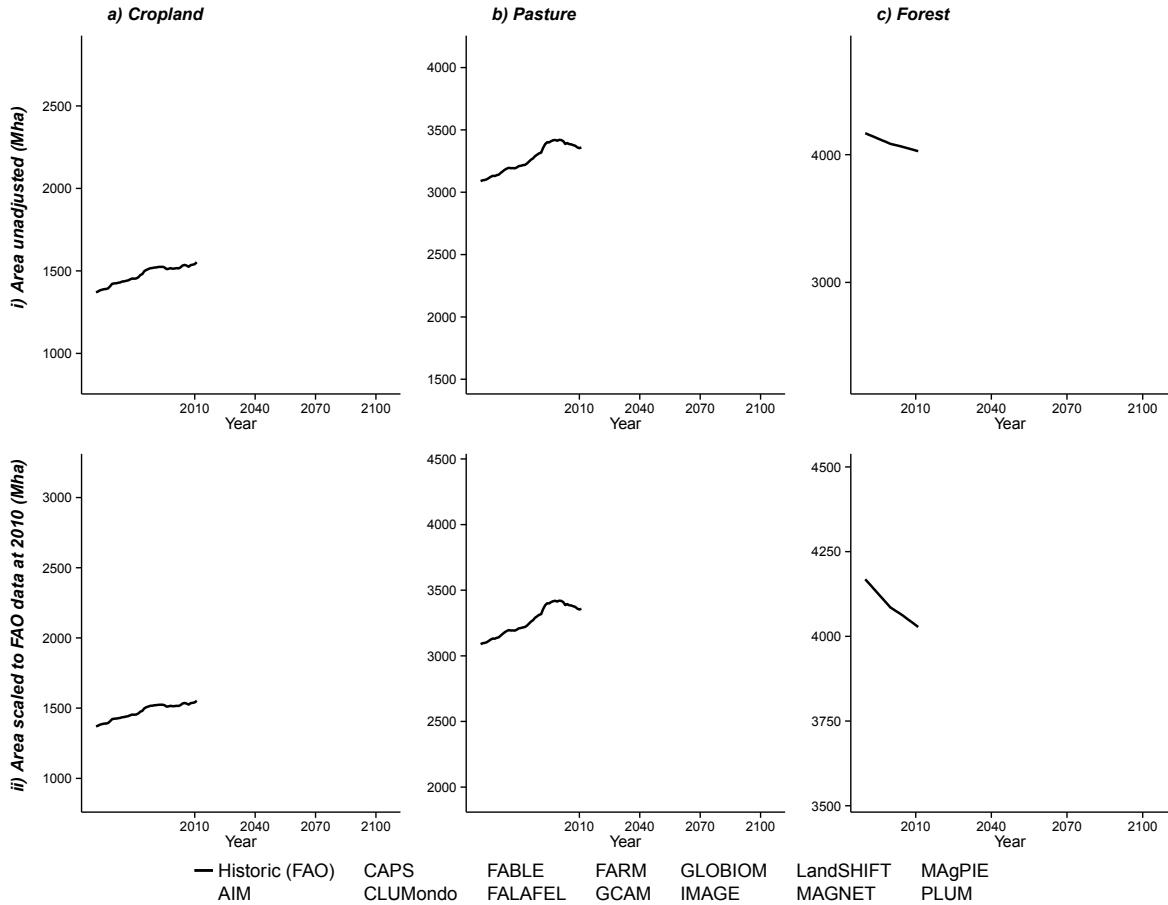 a) Cropland
b) Pasture
c) Forest
i) Area unadjusted (Mha)
2500
2000
1500
1000
2010 2040 2070 2100
Year
4000
3500
3000
2500
2000
1500
2010 2040 2070 2100
Year
4000
3000
2010 2040 2070 2100
Year
ii) Area scaled to FAO data at 2010 (Mha)
3000
2500
2000
1500
1000
2010 2040 2070 2100
Year
4500
4000
3500
3000
2500
2000
2010 2040 2070 2100
Year
4500
4250
4000
3750
3500
2010 2040 2070 2100
Year
Historic (FAO) CAPS FABLE FARM GLOBIOM LandSHIFT MAgPIE
AIM CLUMondo FALAFEL GCAM IMAGE MAGNET PLUM